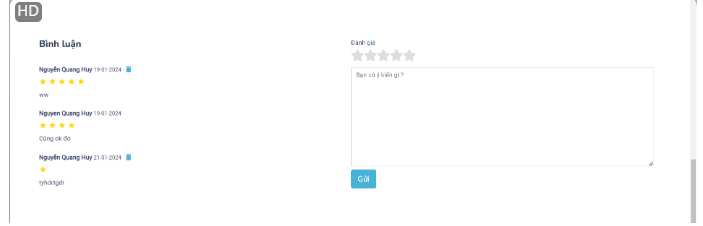 HD
Bình luận
Nguyễn Quang Huy 19-01-2024
ww
Nguyen Quang Huy 19-01-2024
Cũng ok đó
Nguyễn Quang Huy 21-01-2024
tyhdrtgdr
Đánh giá
Bạn có ý kiến gì ?
Gửi